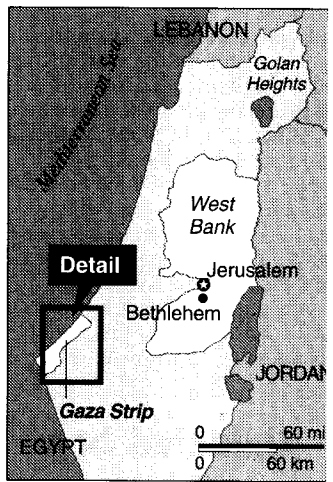 LEBANON
Golan
Heights
Mediterranean Sea
West
Bank
Detail
Jerusalem
Bethlehem
JORDAN
Gaza Strip
EGYPT
0 60 mi
0 60 km